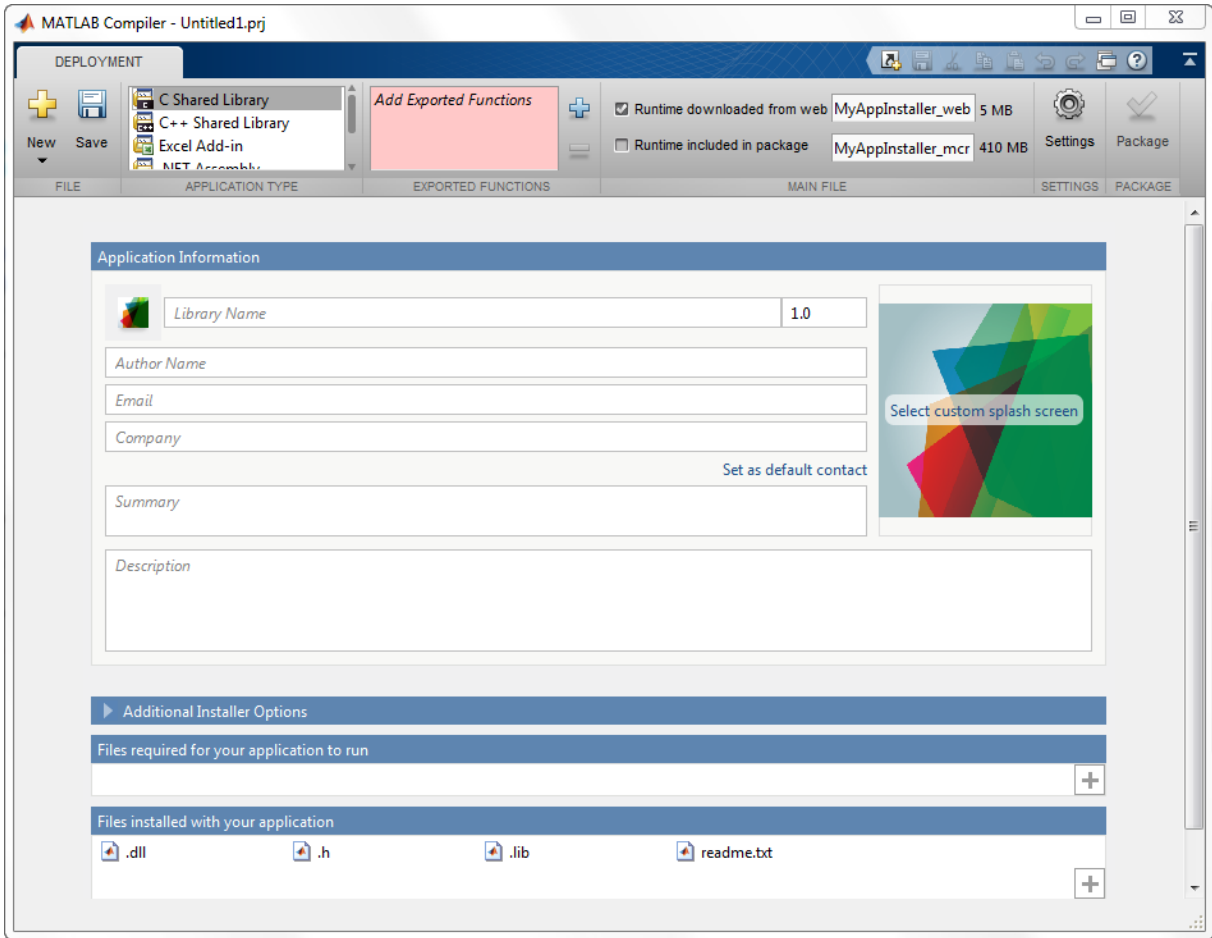 MATLAB Compiler - Untitled1.prj
DEPLOYMENT
New
Save
C Shared Library
C++ Shared Library
Excel Add-in
.NET Assembly
Add Exported Functions
Runtime downloaded from web MyAppInstaller_web 5 MB
Runtime included in package MyAppInstaller_mcr 410 MB
Settings
Package
FILE APPLICATION TYPE EXPORTED FUNCTIONS MAIN FILE SETTINGS PACKAGE
Application Information
Library Name 1.0
Author Name
Email
Company
Select custom splash screen
Set as default contact
Summary
Description
Additional Installer Options
Files required for your application to run
Files installed with your application
.dll .h .lib readme.txt